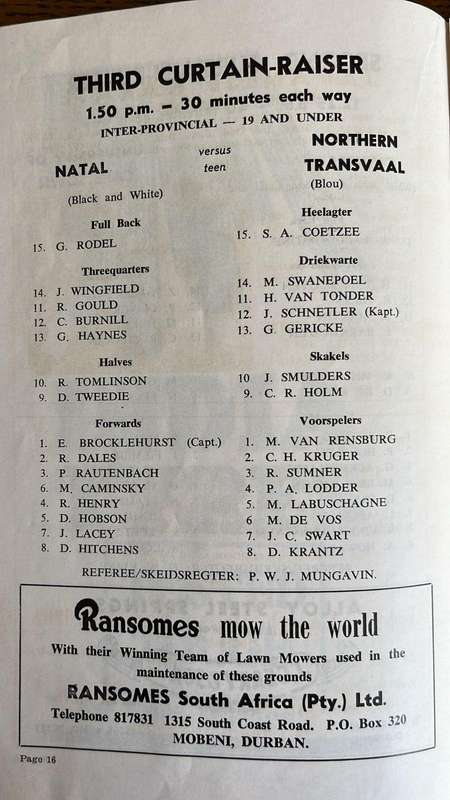 THIRD CURTAIN-RAISER
1.50 p.m. – 30 minutes each way
INTER-PROVINCIAL — 19 AND UNDER
NATAL
(Black and White)
versus
teen
NORTHERN
TRANSVAAL
(Blou)
Full Back
15. G. RODEL
Threequarters
14. J. WINGFIELD
11. R. GOULD
12. C. BURNILL
13. G. HAYNES
Halves
10. R. TOMLINSON
9. D. TWEEDIE
Forwards
1. E. BROCKLEHURST (Capt.)
2. R. DALES
3. P RAUTENBACH
6. M. CAMINSKY
4. R. HENRY
5. D. HOBSON
7. J. LACEY
8. D. HITCHENS
Heelagter
15. S. A. COETZEE
Driekwarte
14. M. SWANEPOEL
11. H. VAN TONDER
12. J. SCHNETLER (Kapt.)
13. G. GERICKE
Skakels
10 J. SMULDERS
9. C. R. HOLM
Voorspelers
1. M. VAN RENSBURG
2. C. H. KRUGER
3. R. SUMNER
4. P. A. LODDER
5. M. LABUSCHAGNE
6 M. DE VOS
7. J. C. SWART
8. D. KRANTZ
REFEREE/SKEIDSREGTER: P. W. J. MUNGAVIN.
Ransomes mow the world
With their Winning Team of Lawn Mowers used in the
maintenance of these grounds
RANSOMES South Africa (Pty.) Ltd.
Telephone 817831 1315 South Coast Road. P.O. Box 320
MOBENI, DURBAN.
Page 16